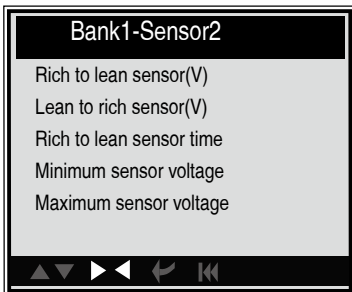 Bank1-Sensor2
Rich to lean sensor(V)
Lean to rich sensor(V)
Rich to lean sensor time
Minimum sensor voltage
Maximum sensor voltage